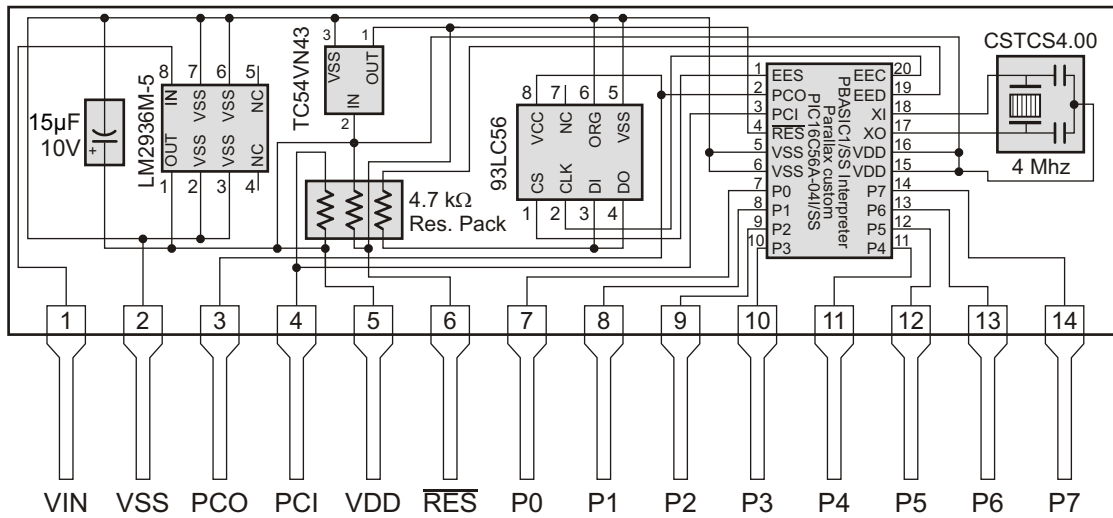 CSTCS4.00
4 Mhz
15µF
10V
+
LM2936M-5
8 7 6 5
IN VSS VSS NC
OUT VSS VSS NC
1 2 3 4
TC54VN43
3 1
VSS OUT
IN
2
4.7 kΩ
Res. Pack
93LC56
8 7 6 5
VCC NC ORG VSS
CS CLK DI DO
1 2 3 4
PBASIC1/SS Interpreter
Parallax custom
PIC16C56A-04I/SS
1 EES EEC 20
2 PCO EED 19
3 PCI XI 18
4 R̅E̅S̅ XO 17
5 VSS VDD 16
6 VSS VDD 15
7 P0 P7 14
8 P1 P6 13
9 P2 P5 12
10 P3 P4 11
1 2 3 4 5 6 7 8 9 10 11 12 13 14
VIN VSS PCO PCI VDD R̅E̅S̅ P0 P1 P2 P3 P4 P5 P6 P7